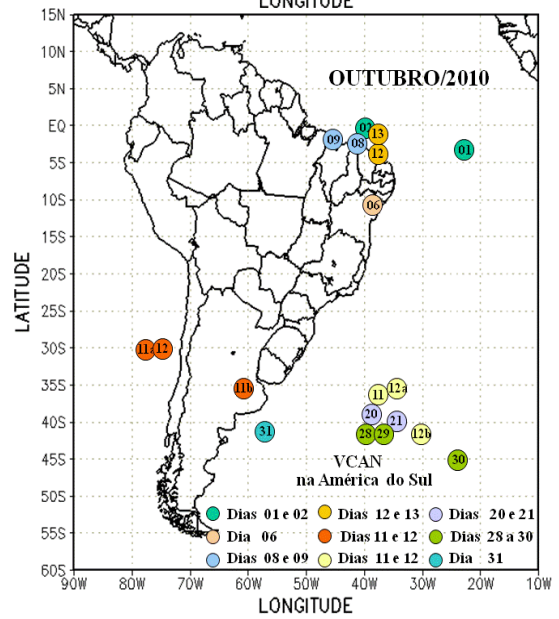 LONGITUDE
15N
10N
OUTUBRO/2010
5N
EQ
02
13
09
08
12
01
5S
10S
06
15S
20S
25S
LATITUDE
30S
11a 12
35S
11b
11
12a
40S
20
21
31
28 29
12b
45S
30
VCAN
na América do Sul
50S
Dias 01 e 02
Dias 12 e 13
Dias 20 e 21
55S
Dia 06
Dias 11 e 12
Dias 28 a 30
Dias 08 e 09
Dias 11 e 12
Dia 31
60S
90W 80W 70W 60W 50W 40W 30W 20W 10W
LONGITUDE